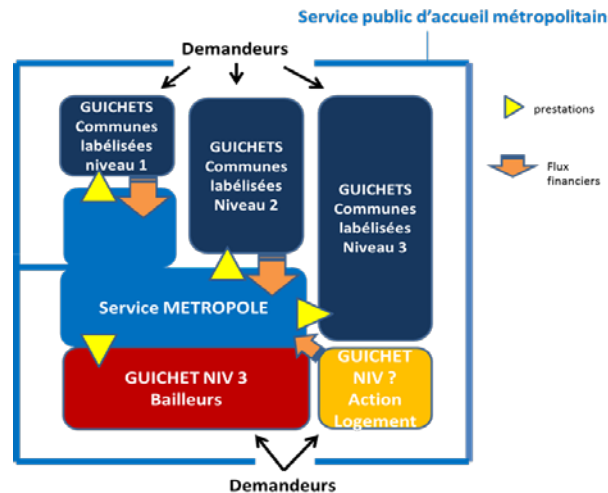 Service public d’accueil métropolitain
Demandeurs
GUICHETS
Communes
labélisées
niveau 1
GUICHETS
Communes
labélisées
Niveau 2
GUICHETS
Communes
labélisées
Niveau 3
prestations
Flux
financiers
Service METROPOLE
GUICHET NIV 3
Bailleurs
GUICHET
NIV ?
Action
Logement
Demandeurs